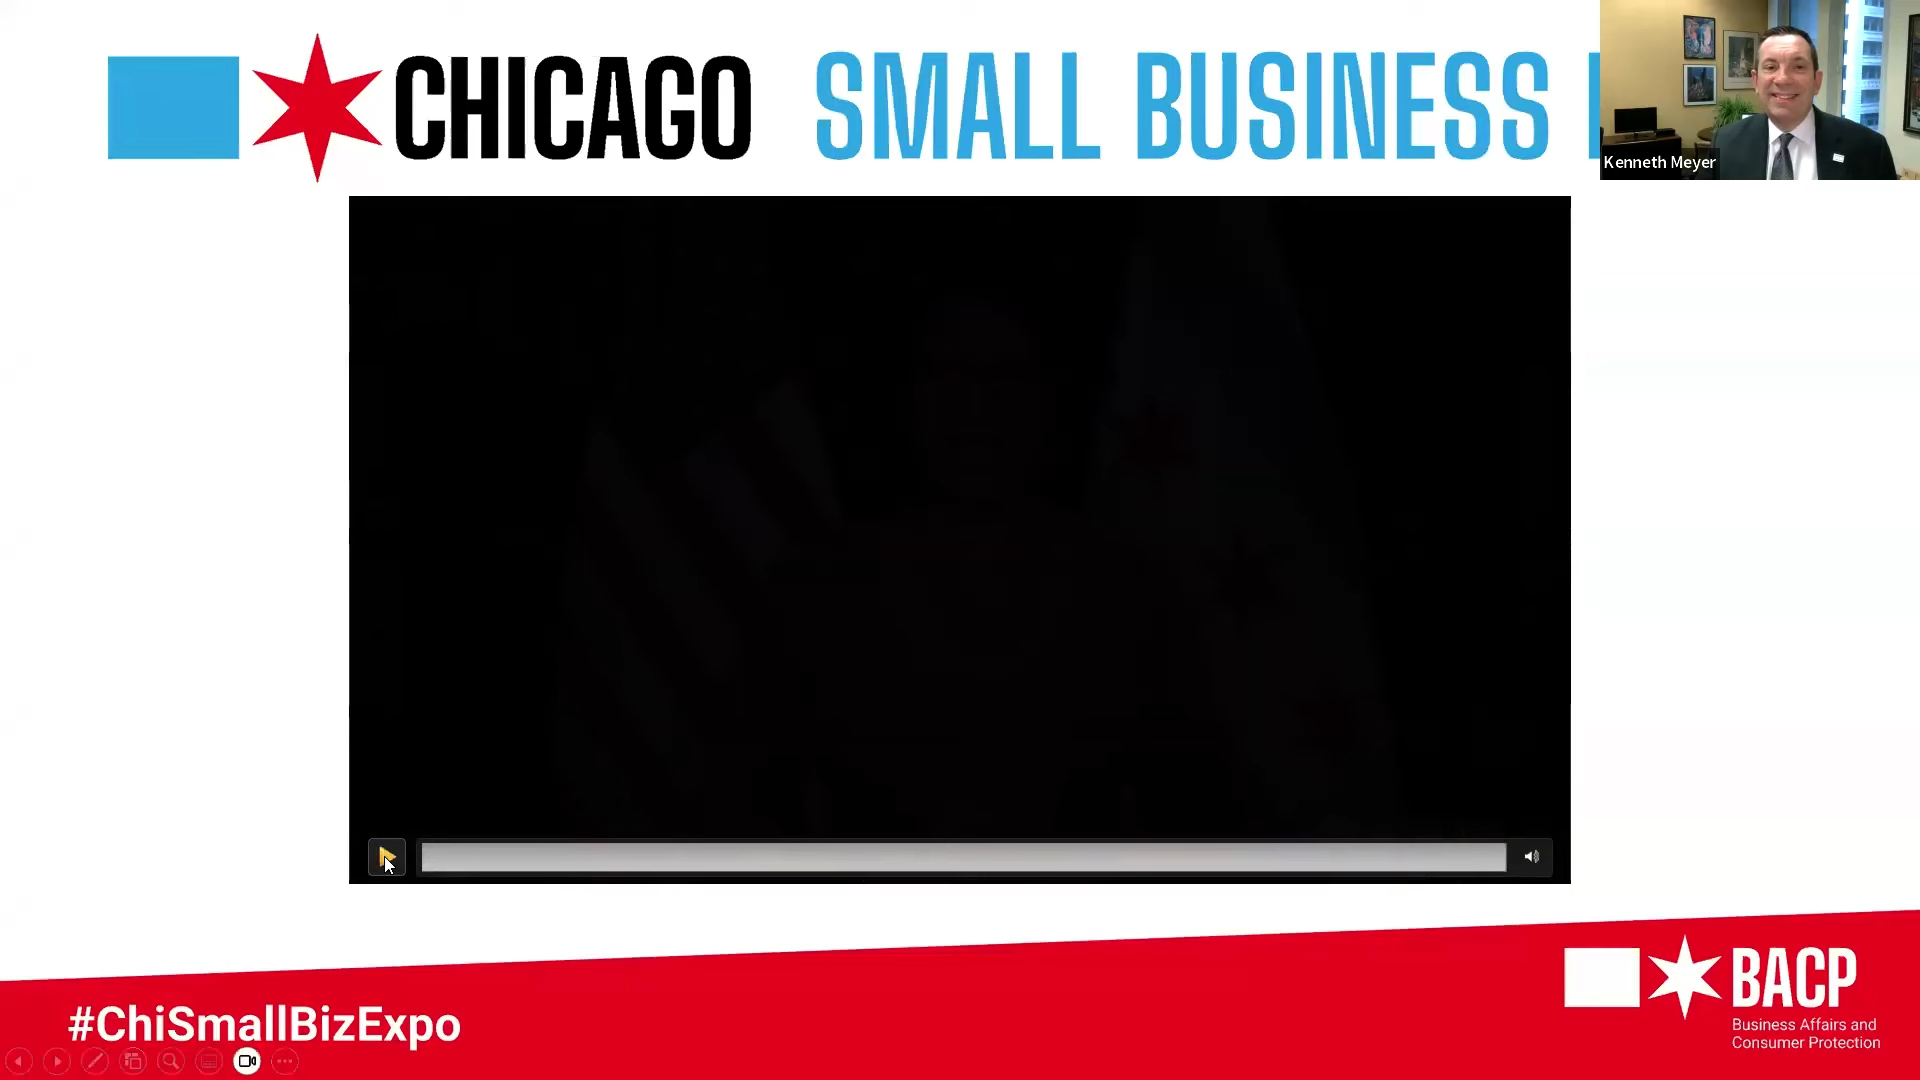 CHICAGO SMALL BUSINESS
Kenneth Meyer
#ChiSmallBizExpo
BACP
Business Affairs and
Consumer Protection